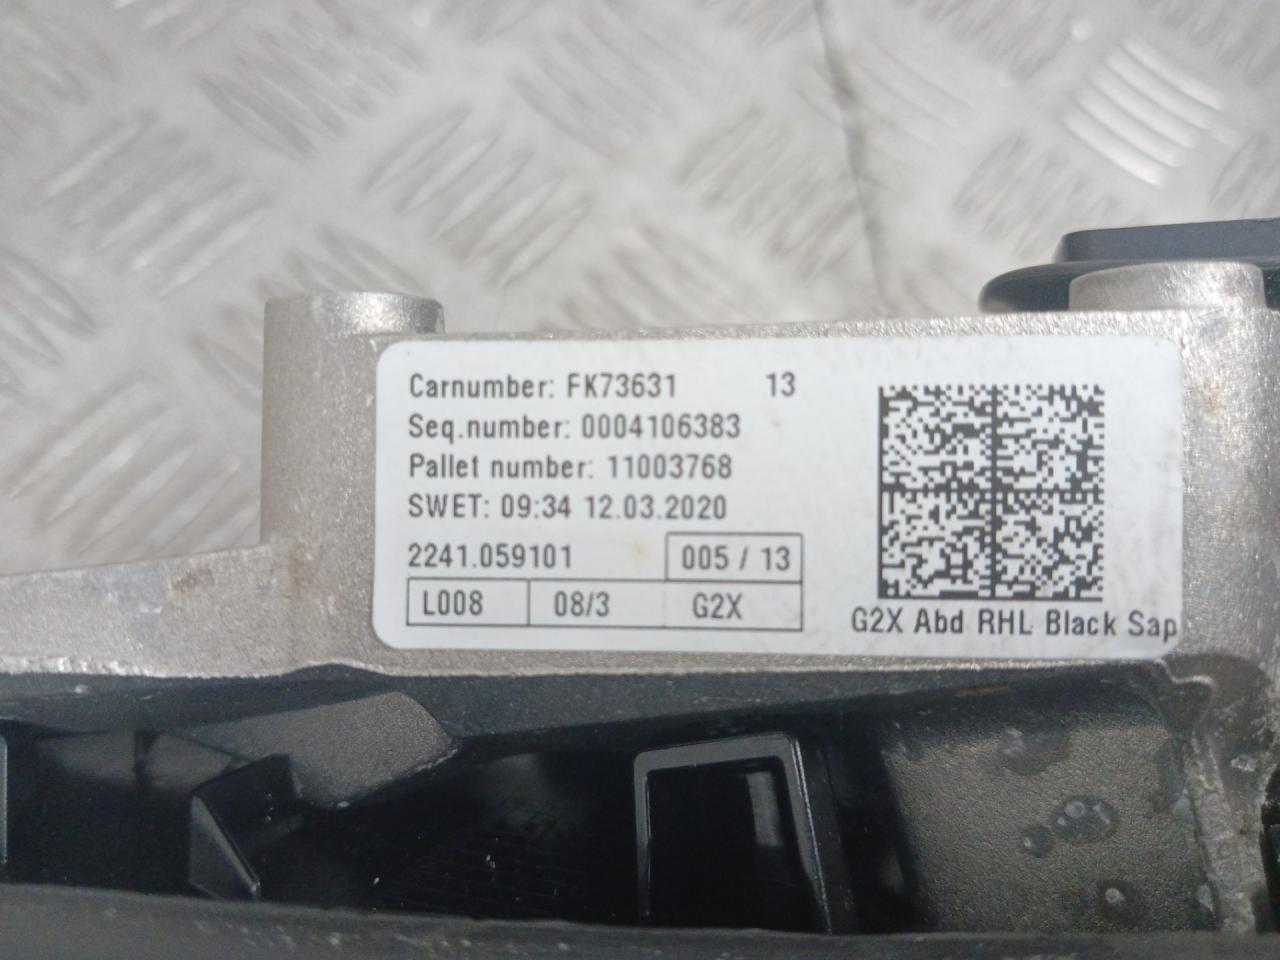 Carnumber: FK73631 13
Seq.number: 0004106383
Pallet number: 11003768
SWET: 09:34 12.03.2020
2241.059101 005 / 13
L008 08/3 G2X
G2X Abd RHL Black Sap